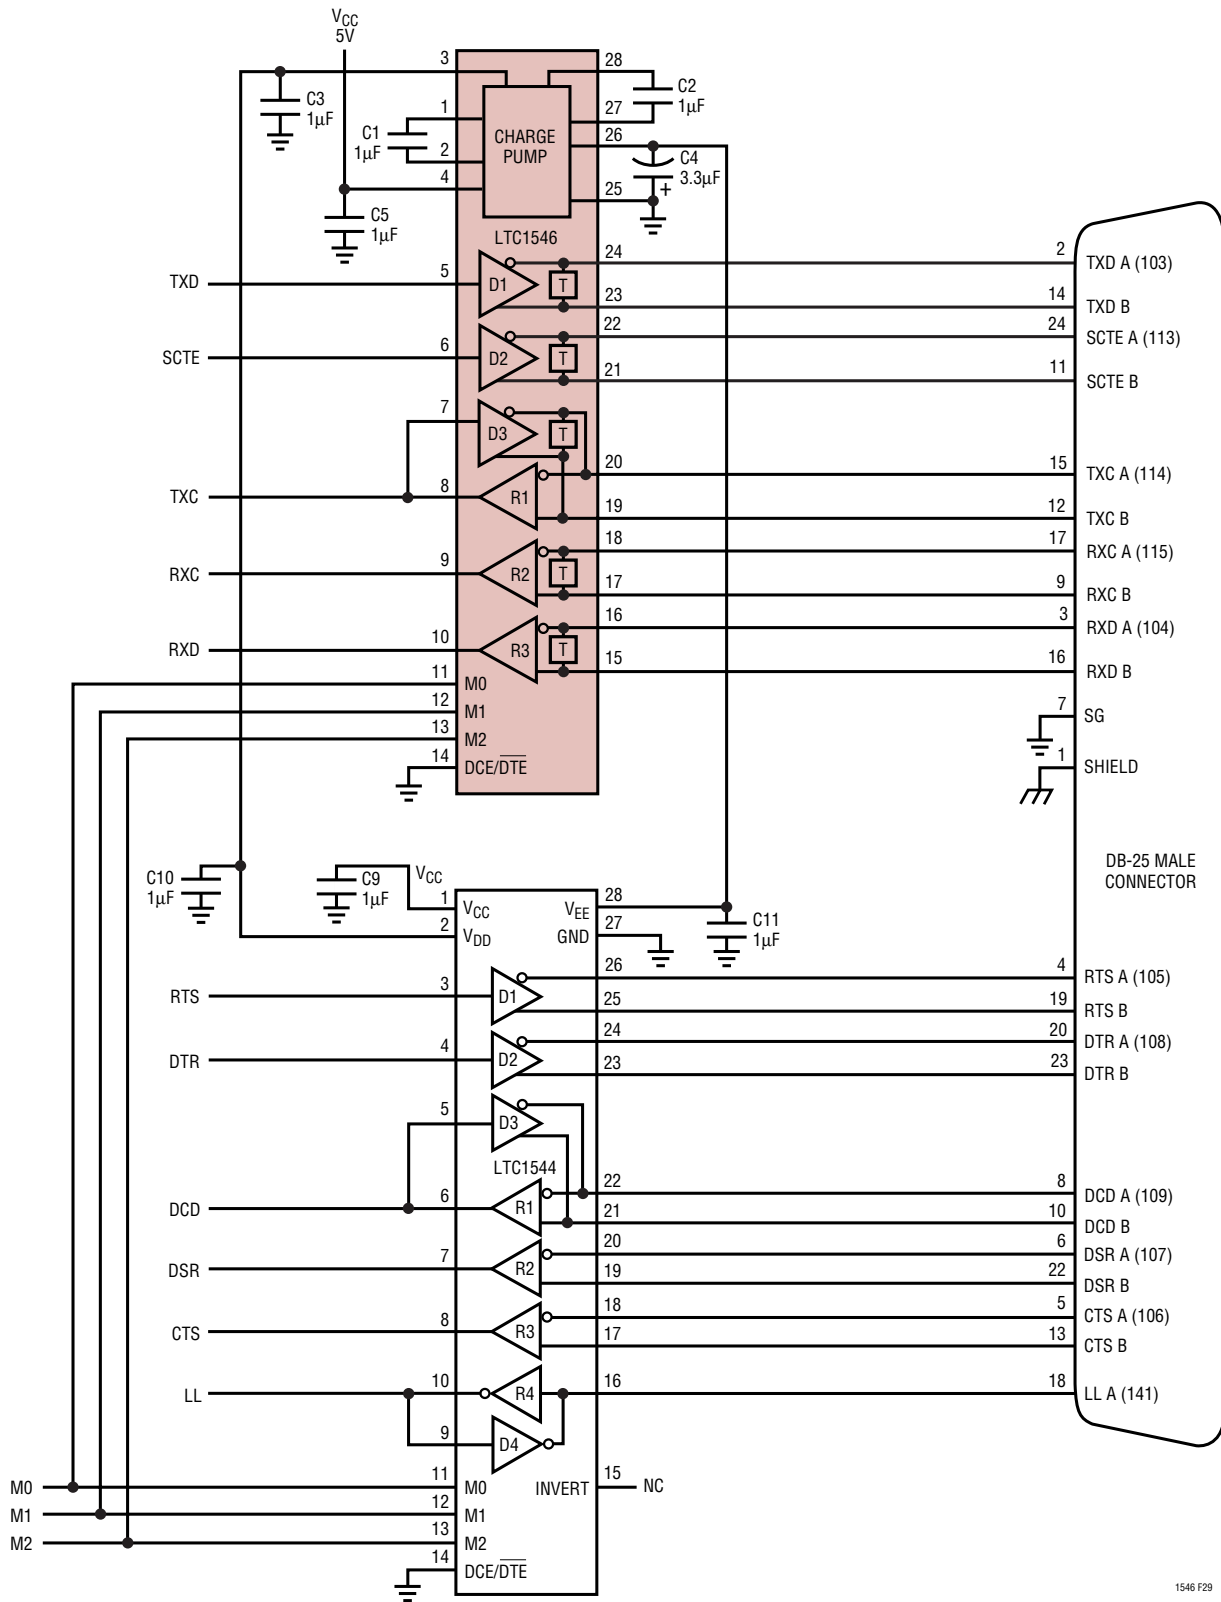 VCC
5V
3
28
C3
1µF
C2
1µF
1
27
C1
1µF
CHARGE
PUMP
26
2
C4
3.3µF
+
4
25
C5
1µF
LTC1546
TXD
5
D1
T
24
2
TXD A (103)
23
14
TXD B
SCTE
6
D2
T
22
24
SCTE A (113)
21
11
SCTE B
7
D3
T
20
15
TXC A (114)
TXC
8
R1
19
12
TXC B
18
17
RXC A (115)
RXC
9
R2
T
17
9
RXC B
16
3
RXD A (104)
RXD
10
R3
T
15
16
RXD B
11
M0
12
M1
7
SG
13
M2
14
DCE/DTE
1
SHIELD
DB-25 MALE
CONNECTOR
C10
1µF
C9
1µF
VCC
1
VCC
VEE
28
C11
1µF
2
VDD
GND
27
RTS
3
D1
26
4
RTS A (105)
25
19
RTS B
DTR
4
D2
24
20
DTR A (108)
23
23
DTR B
5
D3
LTC1544
22
8
DCD A (109)
DCD
6
R1
21
10
DCD B
20
6
DSR A (107)
DSR
7
R2
19
22
DSR B
18
5
CTS A (106)
CTS
8
R3
17
13
CTS B
LL
10
R4
16
18
LL A (141)
9
D4
M0
11
M0
INVERT
15
NC
M1
12
M1
M2
13
M2
14
DCE/DTE
1546 F29